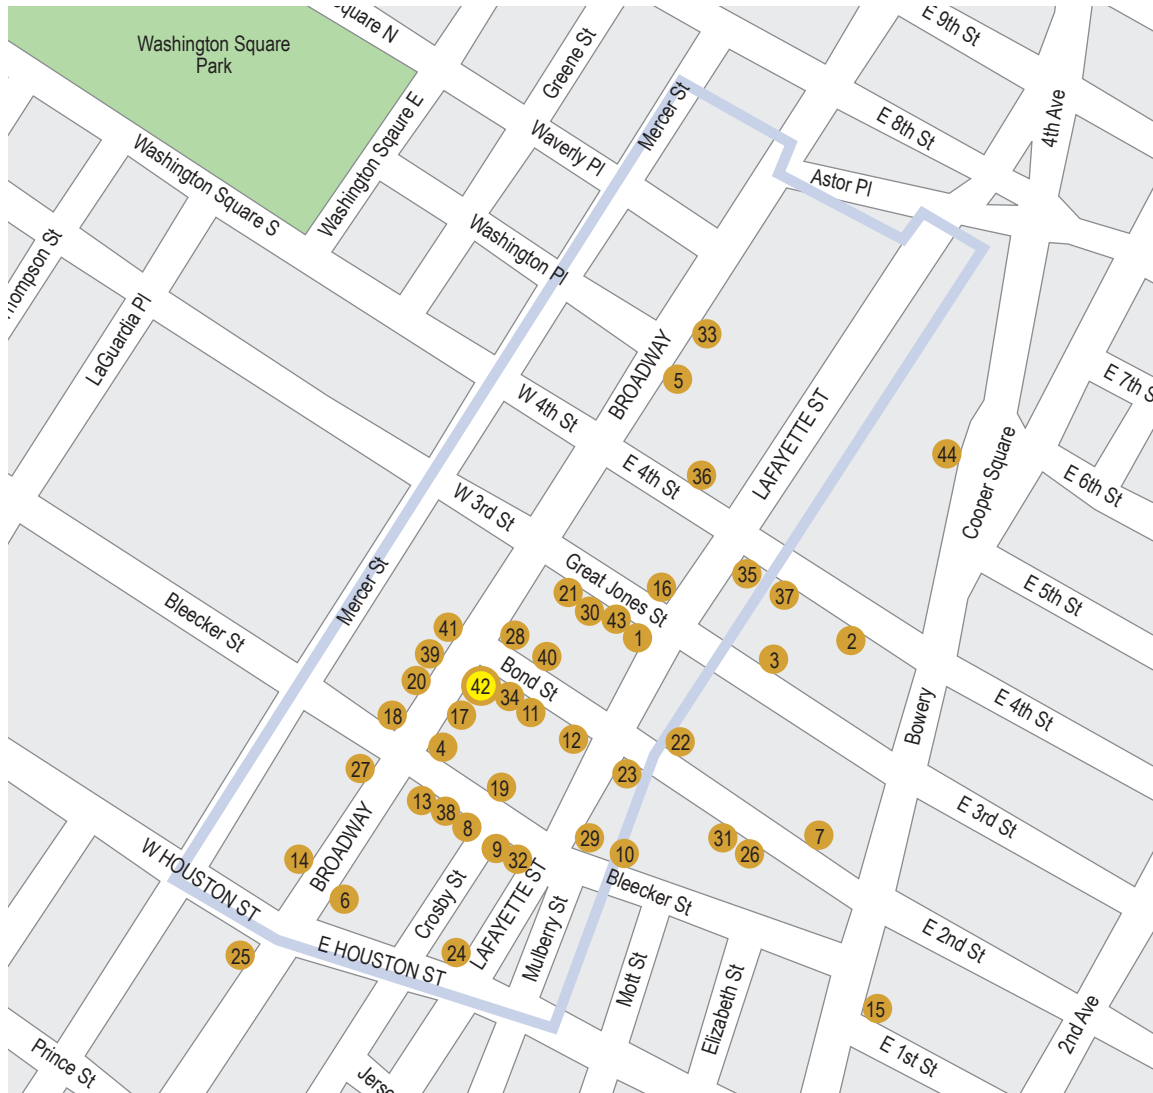 Square N
E 9th St
Washington Square
Park
Greene St
4th Ave
Mercer St
E 8th St
Washington Sqaure E
Waverly Pl
Washington Square S
Astor Pl
Thompson St
Washington Pl
LaGuardia Pl
33
BROADWAY
5
E 7th S
W 4th St
LAFAYETTE ST
44
E 4th St
36
Cooper Square
E 6th St
W 3rd St
Great Jones St
35
37
16
21
30
43
1
E 5th St
Mercer St
Bleecker St
41
28
40
2
3
39
20
Bond St
42
34
11
17
18
12
4
22
Bowery
E 4th St
27
23
19
13
38
8
9
32
29
10
31
26
7
E 3rd St
BROADWAY
14
W HOUSTON ST
6
Crosby St
LAFAYETTE ST
Bleecker St
25
E HOUSTON ST
24
Mulberry St
Mott St
Elizabeth St
E 2nd St
15
2nd Ave
E 1st St
Prince St
Jerse